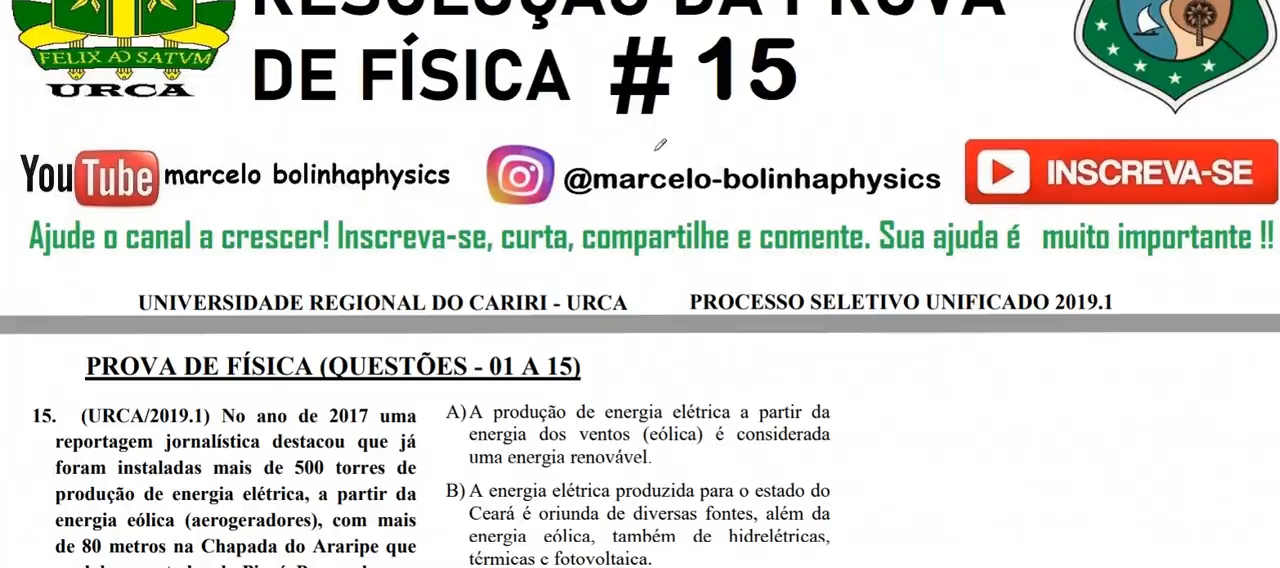 RESOLUÇÃO DA PROVA
DE FÍSICA # 15
FELIX AD SATVM
URCA
YouTube marcelo bolinhaphysics
@marcelo-bolinhaphysics
INSCREVA-SE
Ajude o canal a crescer! Inscreva-se, curta, compartilhe e comente. Sua ajuda é muito importante !!
UNIVERSIDADE REGIONAL DO CARIRI - URCA PROCESSO SELETIVO UNIFICADO 2019.1
PROVA DE FÍSICA (QUESTÕES - 01 A 15)
15. (URCA/2019.1) No ano de 2017 uma
reportagem jornalística destacou que já
foram instaladas mais de 500 torres de
produção de energia elétrica, a partir da
energia eólica (aerogeradores), com mais
de 80 metros na Chapada do Araripe que
A) A produção de energia elétrica a partir da
energia dos ventos (eólica) é considerada
uma energia renovável.
B) A energia elétrica produzida para o estado do
Ceará é oriunda de diversas fontes, além da
energia eólica, também de hidrelétricas,
térmicas e fotovoltaica.